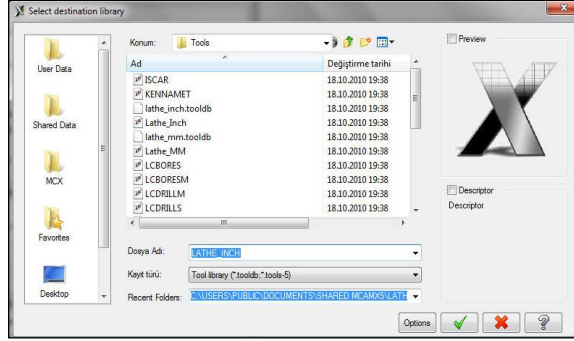 Select destination library
User Data
Shared Data
MCX
Favorites
Desktop
Konum: Tools
Ad Değiştirme tarihi
ISCAR 18.10.2010 19:38
KENNAMET 18.10.2010 19:38
lathe_inch.tooldb 18.10.2010 19:38
Lathe_Inch 18.10.2010 19:38
lathe_mm.tooldb 18.10.2010 19:38
Lathe_MM 18.10.2010 19:38
LCBORES 18.10.2010 19:38
LCBORESM 18.10.2010 19:38
LCDRILLM 18.10.2010 19:38
LCDRILLS 18.10.2010 19:38
Dosya Adı: LATHE_INCH
Kayıt türü: Tool library (*.tooldb;*.tools-5)
Recent Folders: C:\USERS\PUBLIC\DOCUMENTS\SHARED MCAMX5\LATH
Preview
Descriptor
Descriptor
Options